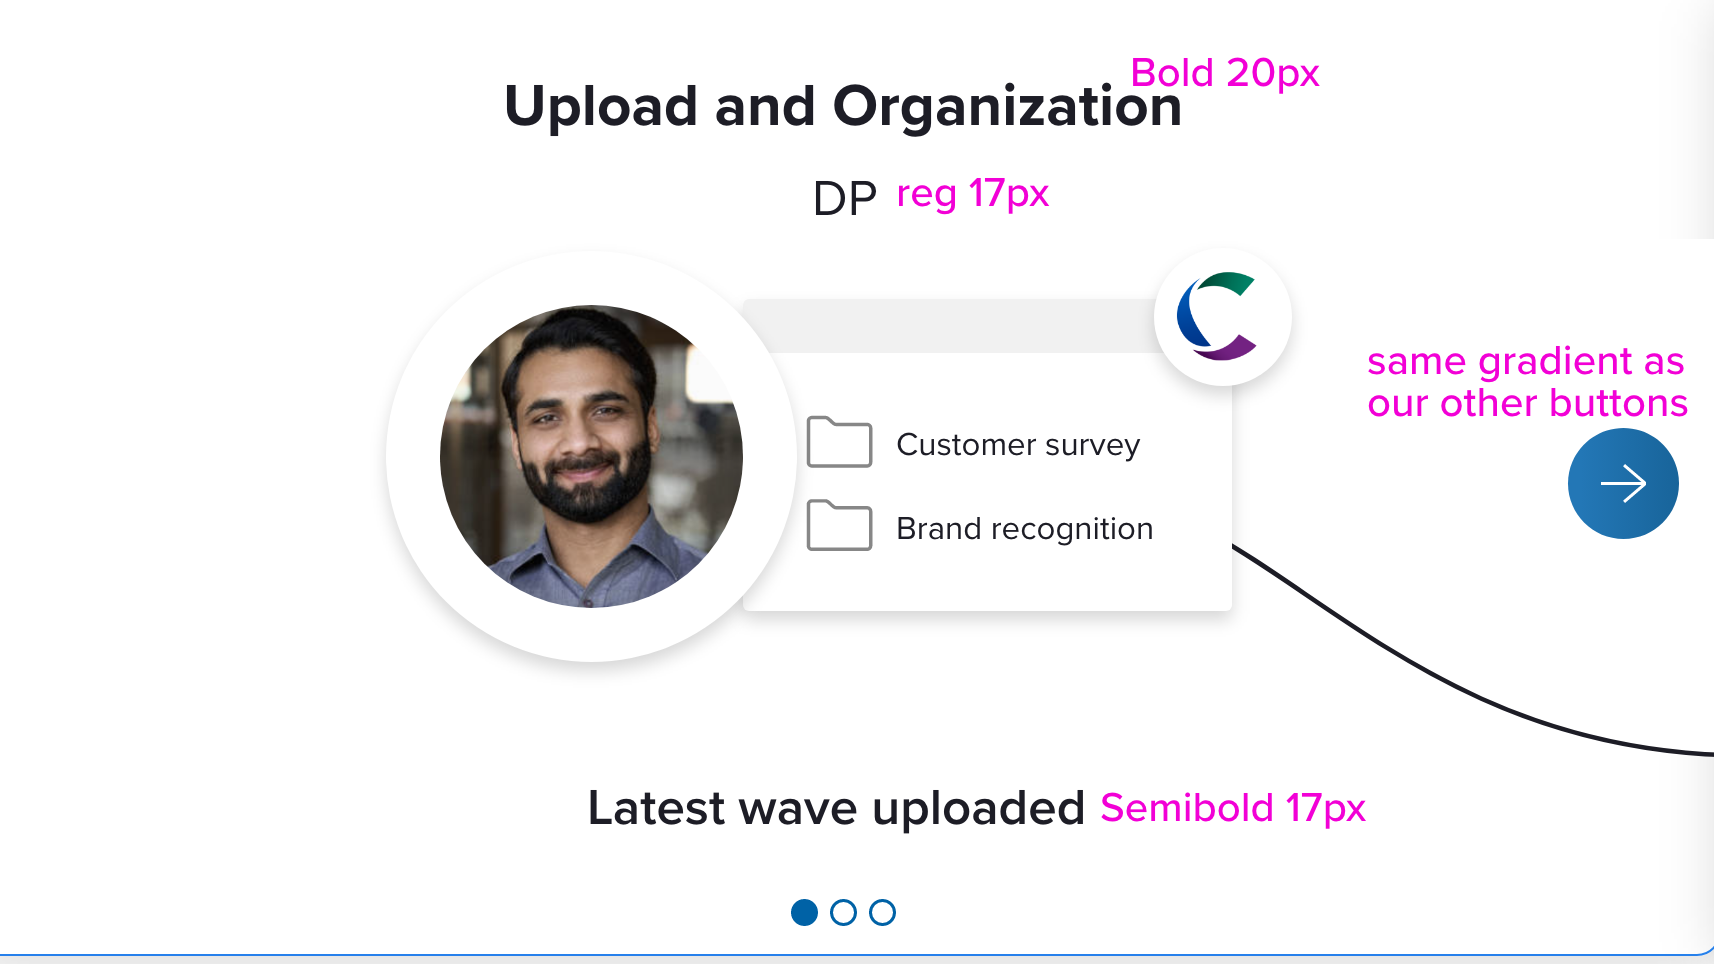 Bold 20px
Upload and Organization
DP reg 17px
same gradient as
our other buttons
Customer survey
Brand recognition
Latest wave uploaded Semibold 17px